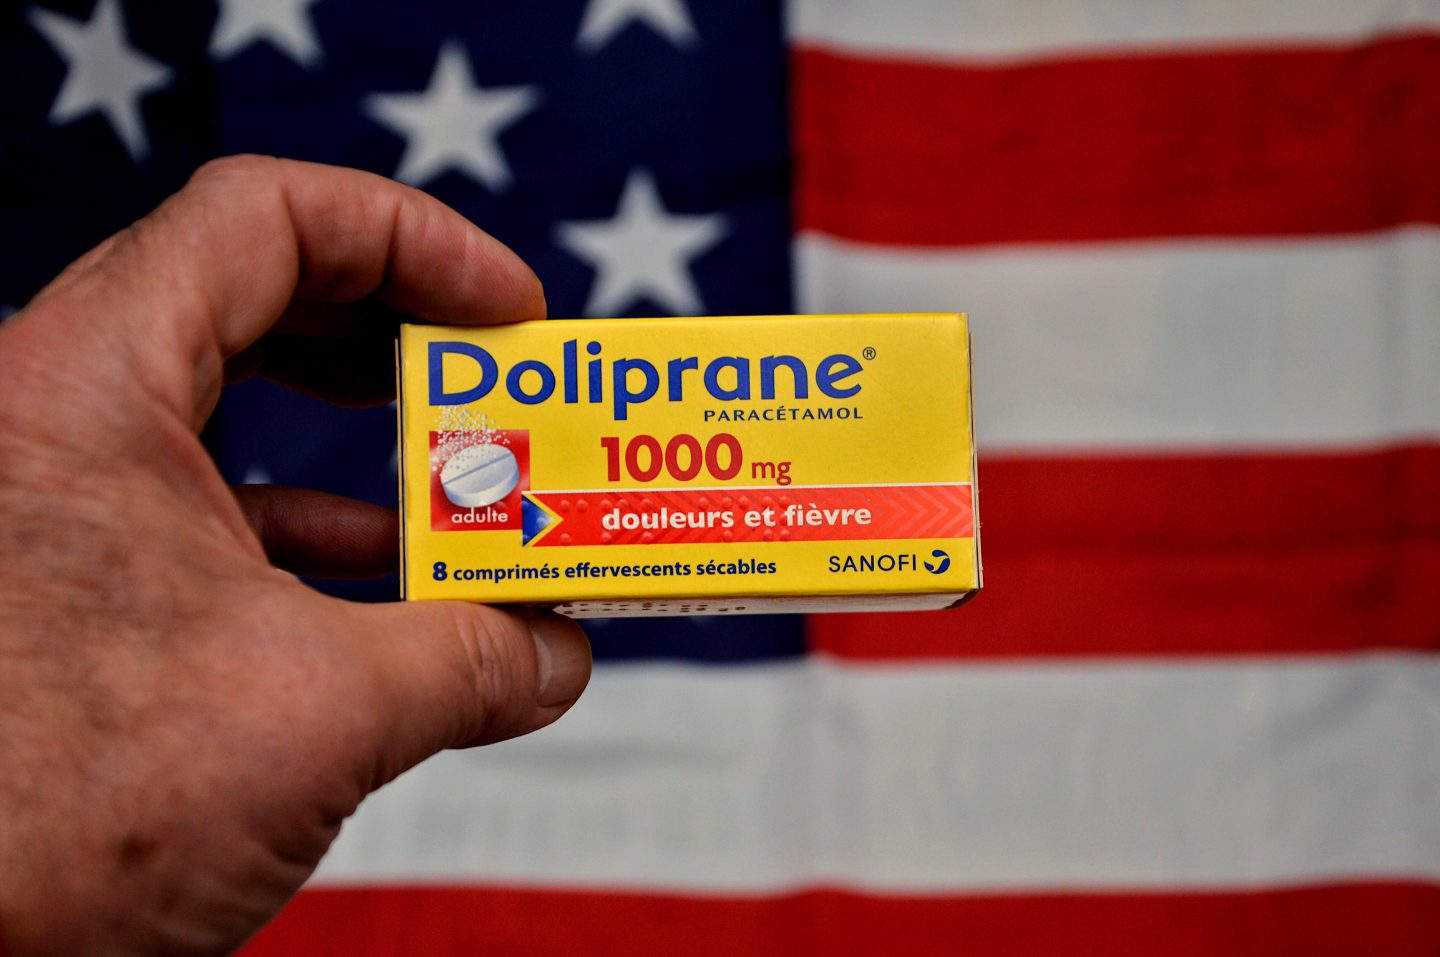 Doliprane®
PARACÉTAMOL
1000 mg
adulte
douleurs et fièvre
8 comprimés effervescents sécables
SANOFI